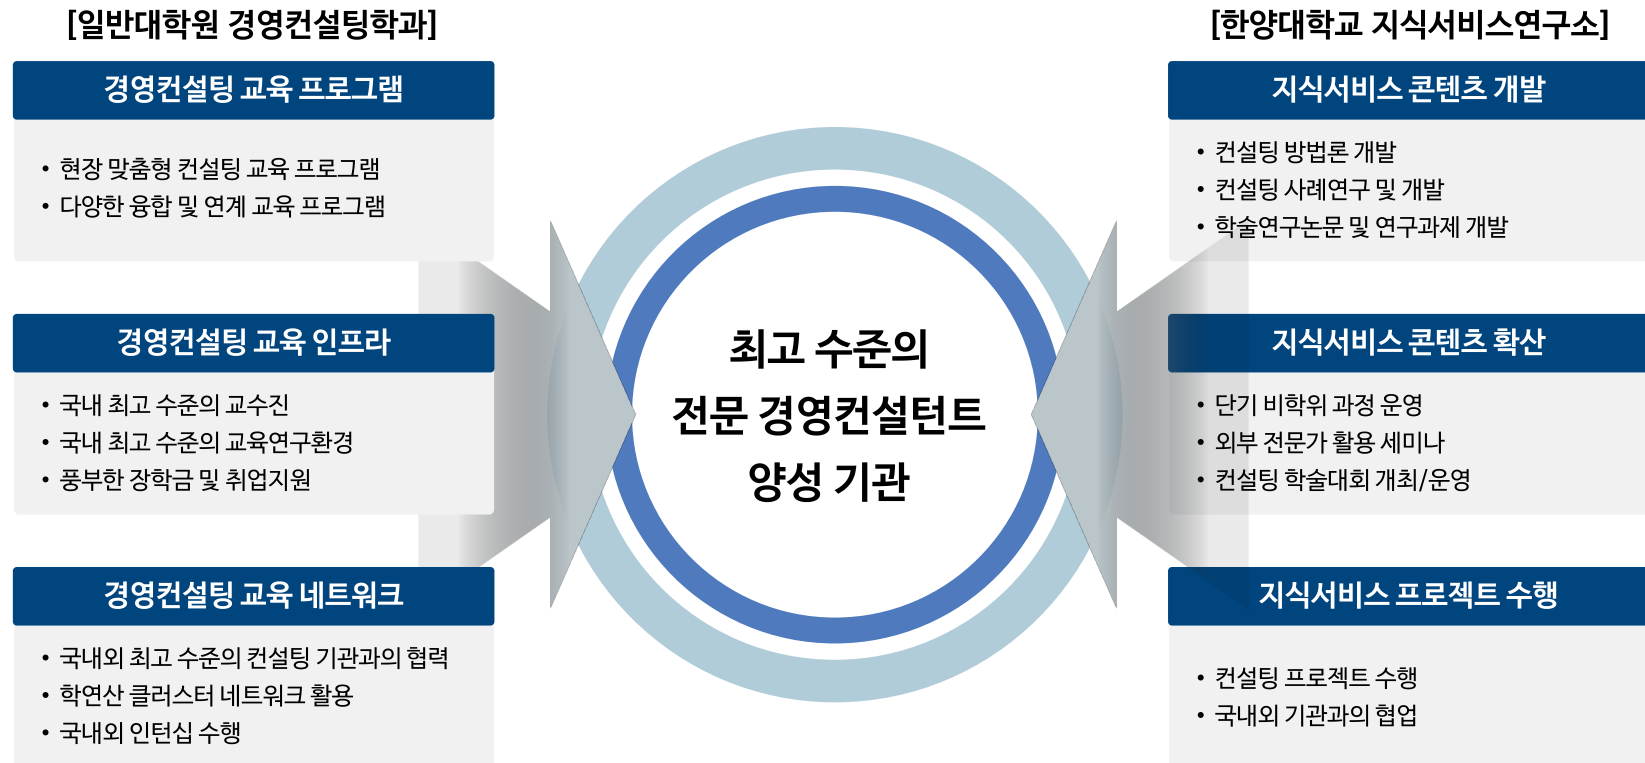 [일반대학원 경영컨설팅학과]
경영컨설팅 교육 프로그램
• 현장 맞춤형 컨설팅 교육 프로그램
• 다양한 융합 및 연계 교육 프로그램
경영컨설팅 교육 인프라
• 국내 최고 수준의 교수진
• 국내 최고 수준의 교육연구환경
• 풍부한 장학금 및 취업지원
경영컨설팅 교육 네트워크
• 국내외 최고 수준의 컨설팅 기관과의 협력
• 학연산 클러스터 네트워크 활용
• 국내외 인턴십 수행
최고 수준의
전문 경영컨설턴트
양성 기관
[한양대학교 지식서비스연구소]
지식서비스 콘텐츠 개발
• 컨설팅 방법론 개발
• 컨설팅 사례연구 및 개발
• 학술연구논문 및 연구과제 개발
지식서비스 콘텐츠 확산
• 단기 비학위 과정 운영
• 외부 전문가 활용 세미나
• 컨설팅 학술대회 개최/운영
지식서비스 프로젝트 수행
• 컨설팅 프로젝트 수행
• 국내외 기관과의 협업